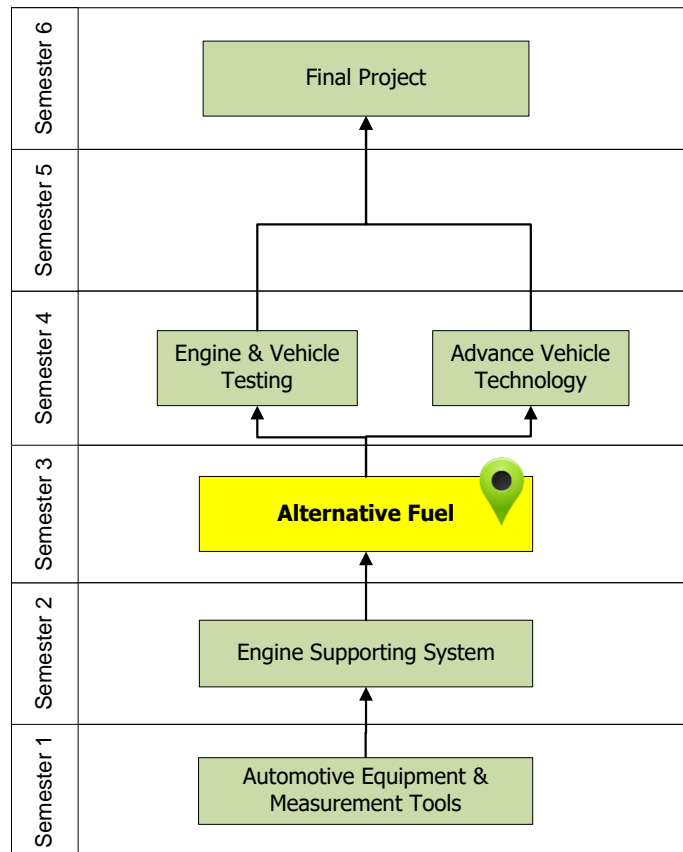 Semester 6
Final Project
Semester 5
Semester 4
Engine & Vehicle
Testing
Advance Vehicle
Technology
Semester 3
Alternative Fuel
Semester 2
Engine Supporting System
Semester 1
Automotive Equipment &
Measurement Tools